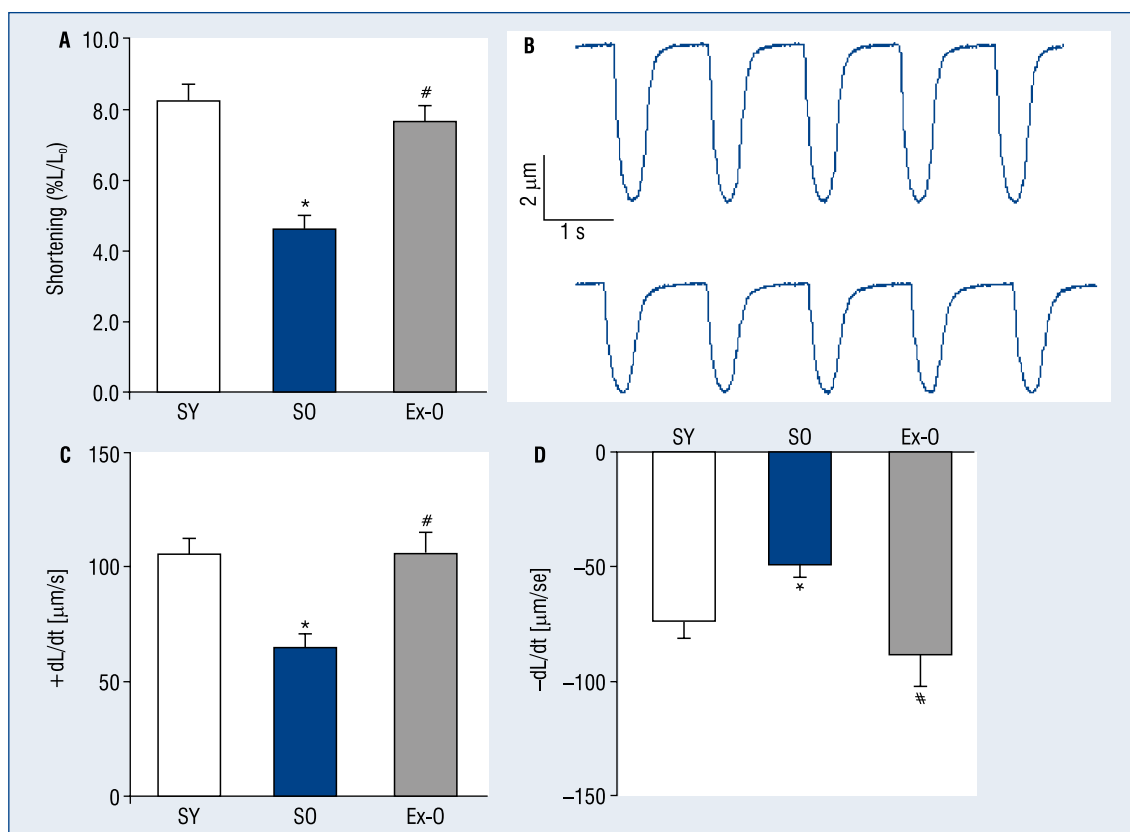 A
10.0
8.0
6.0
4.0
2.0
0.0
Shortening (%L/L₀)
*
#
SY SO Ex-O
B
2 μm
1 s
C
150
100
50
0
+dL/dt [μm/s]
*
#
SY SO Ex-O
D
SY SO Ex-O
0
−50
−100
−150
−dL/dt [μm/se]
*
#